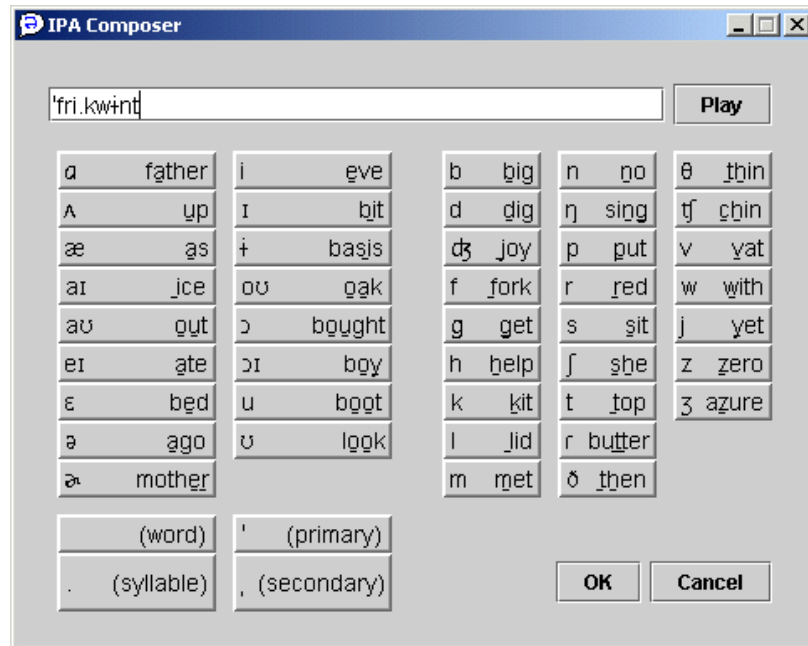 IPA Composer
'fri.kwɨnt
Play
ɑ father
ʌ up
æ as
aɪ ice
aʊ out
eɪ ate
ɛ bed
ə ago
ɚ mother
i eve
ɪ bit
ɨ basis
oʊ oak
ɔ bought
ɔɪ boy
u boot
ʊ look
b big
d dig
ʤ joy
f fork
g get
h help
k kit
l lid
m met
n no
ŋ sing
p put
r red
s sit
ʃ she
t top
ɾ butter
ð then
θ thin
ʧ chin
v vat
w with
j yet
z zero
ʒ azure
(word)
. (syllable)
ˈ (primary)
ˌ (secondary)
OK
Cancel